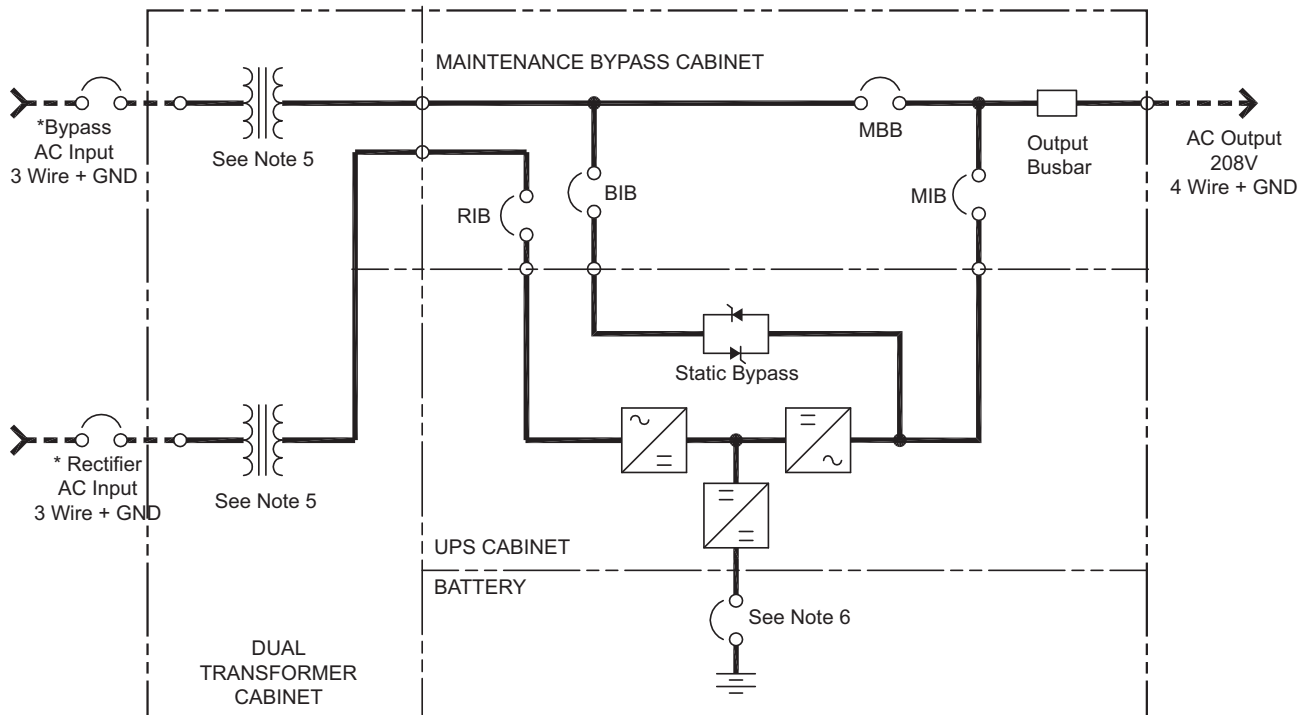 MAINTENANCE BYPASS CABINET
*Bypass
AC Input
3 Wire + GND
See Note 5
MBB
Output
Busbar
AC Output
208V
4 Wire + GND
RIB
BIB
MIB
Static Bypass
* Rectifier
AC Input
3 Wire + GND
See Note 5
UPS CABINET
BATTERY
See Note 6
DUAL
TRANSFORMER
CABINET